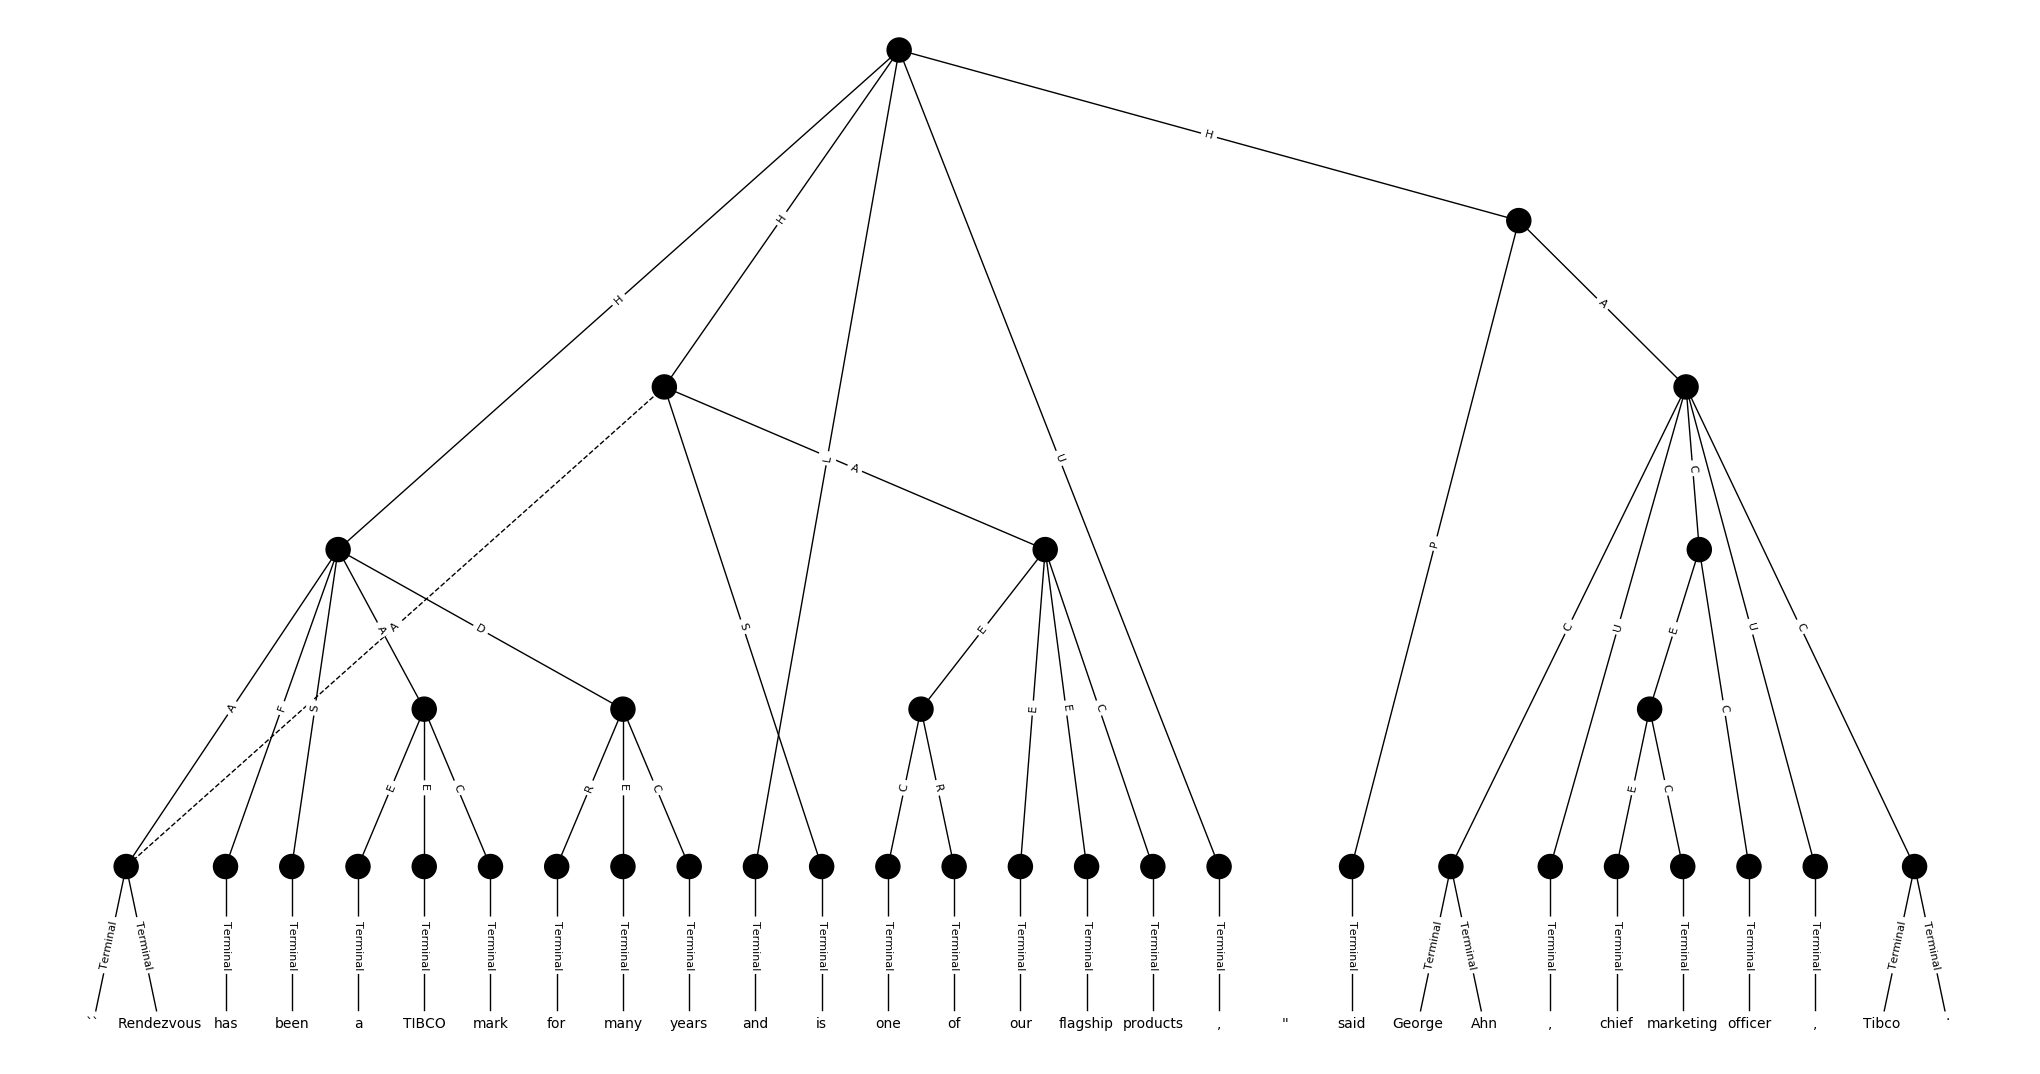 H
H
H
A
L
A
U
C
P
S
C
U
E
U
C
A
A
D
E
A
F
S
E
E
C
C
E
E
C
R
E
C
C
R
E
C
Terminal Terminal Terminal Terminal Terminal Terminal Terminal Terminal Terminal Terminal Terminal Terminal Terminal Terminal Terminal Terminal Terminal Terminal Terminal Terminal Terminal Terminal Terminal Terminal Terminal Terminal Terminal Terminal
`` Rendezvous has been a TIBCO mark for many years and is one of our flagship products , '' said George Ahn , chief marketing officer , Tibco .